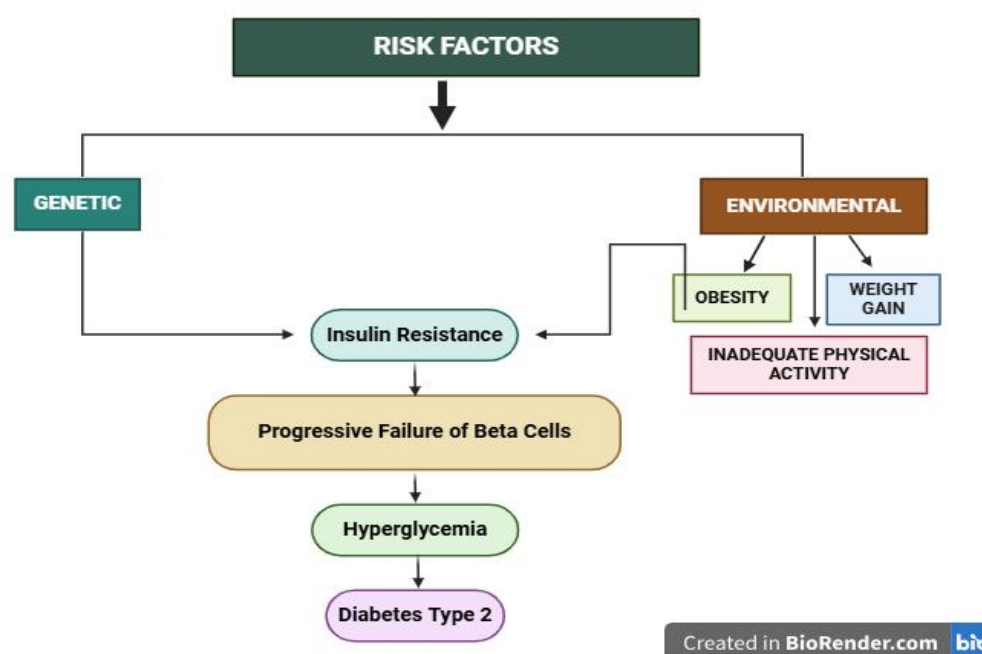 RISK FACTORS
GENETIC
ENVIRONMENTAL
OBESITY
WEIGHT
GAIN
INADEQUATE PHYSICAL
ACTIVITY
Insulin Resistance
Progressive Failure of Beta Cells
Hyperglycemia
Diabetes Type 2
Created in BioRender.com